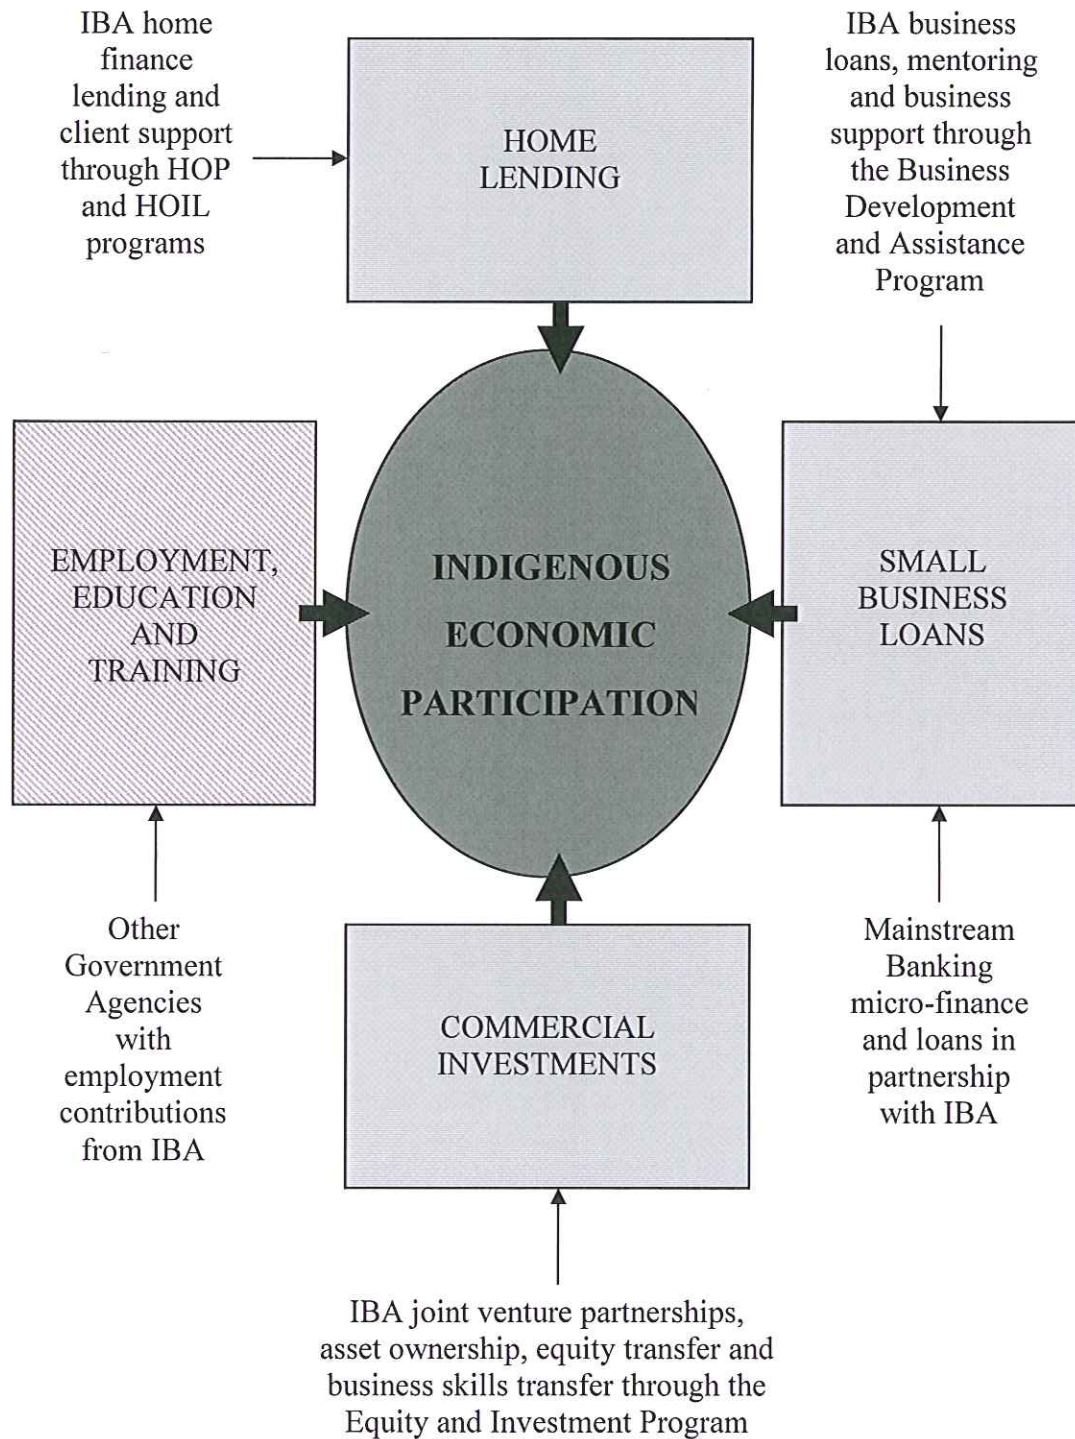 IBA home
finance
lending and
client support
through HOP
and HOIL
programs
HOME
LENDING
IBA business
loans, mentoring
and business
support through
the Business
Development
and Assistance
Program
EMPLOYMENT,
EDUCATION
AND
TRAINING
INDIGENOUS
ECONOMIC
PARTICIPATION
SMALL
BUSINESS
LOANS
Other
Government
Agencies
with
employment
contributions
from IBA
COMMERCIAL
INVESTMENTS
Mainstream
Banking
micro-finance
and loans in
partnership
with IBA
IBA joint venture partnerships,
asset ownership, equity transfer and
business skills transfer through the
Equity and Investment Program